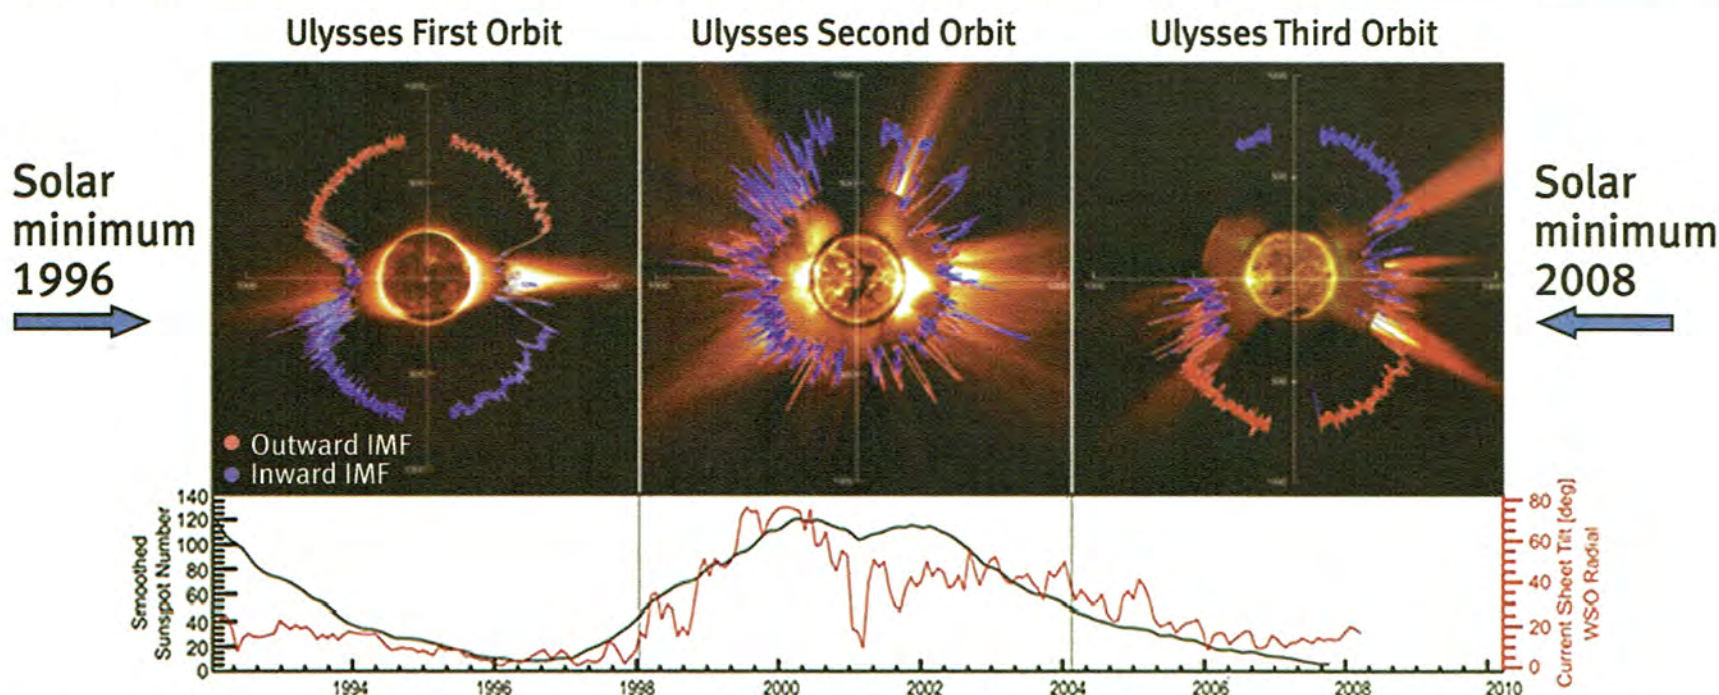 Ulysses First Orbit
Ulysses Second Orbit
Ulysses Third Orbit
Solar
minimum
1996
Solar
minimum
2008
Outward IMF
Inward IMF
Smoothed
Sunspot Number
140
120
100
80
60
40
20
0
80
60
40
20
0
Current Sheet Tilt [deg]
WSO Radial
1994
1996
1998
2000
2002
2004
2006
2008
2010